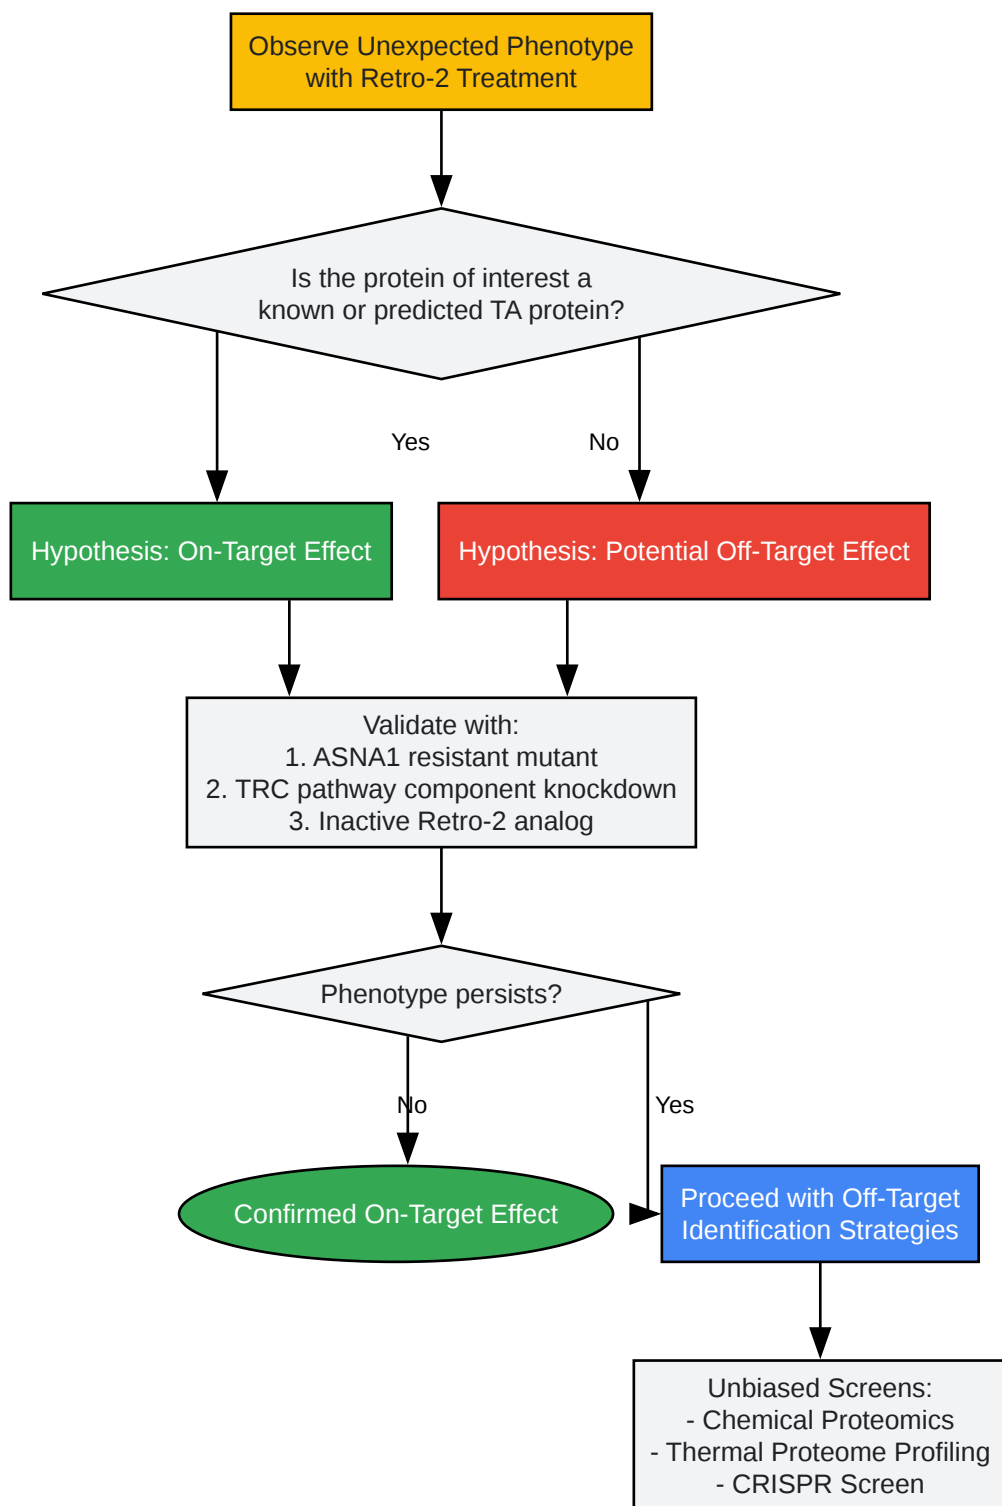 Observe Unexpected Phenotype
with Retro-2 Treatment
Is the protein of interest a
known or predicted TA protein?
Yes
No
Hypothesis: On-Target Effect
Hypothesis: Potential Off-Target Effect
Validate with:
1. ASNA1 resistant mutant
2. TRC pathway component knockdown
3. Inactive Retro-2 analog
Phenotype persists?
No
Yes
Confirmed On-Target Effect
Proceed with Off-Target
Identification Strategies
Unbiased Screens:
- Chemical Proteomics
- Thermal Proteome Profiling
- CRISPR Screen